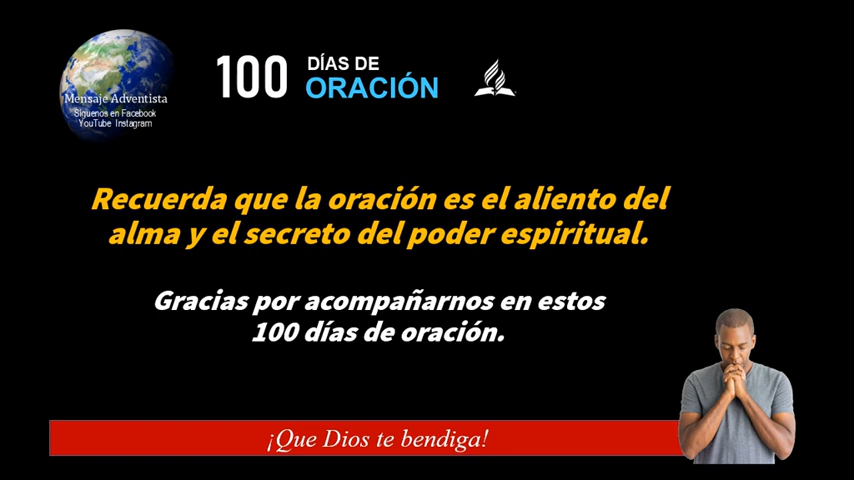 Mensaje Adventista
Síguenos en Facebook
YouTube Instagram
100 DÍAS DE
ORACIÓN
Recuerda que la oración es el aliento del
alma y el secreto del poder espiritual.
Gracias por acompañarnos en estos
100 días de oración.
¡Que Dios te bendiga!